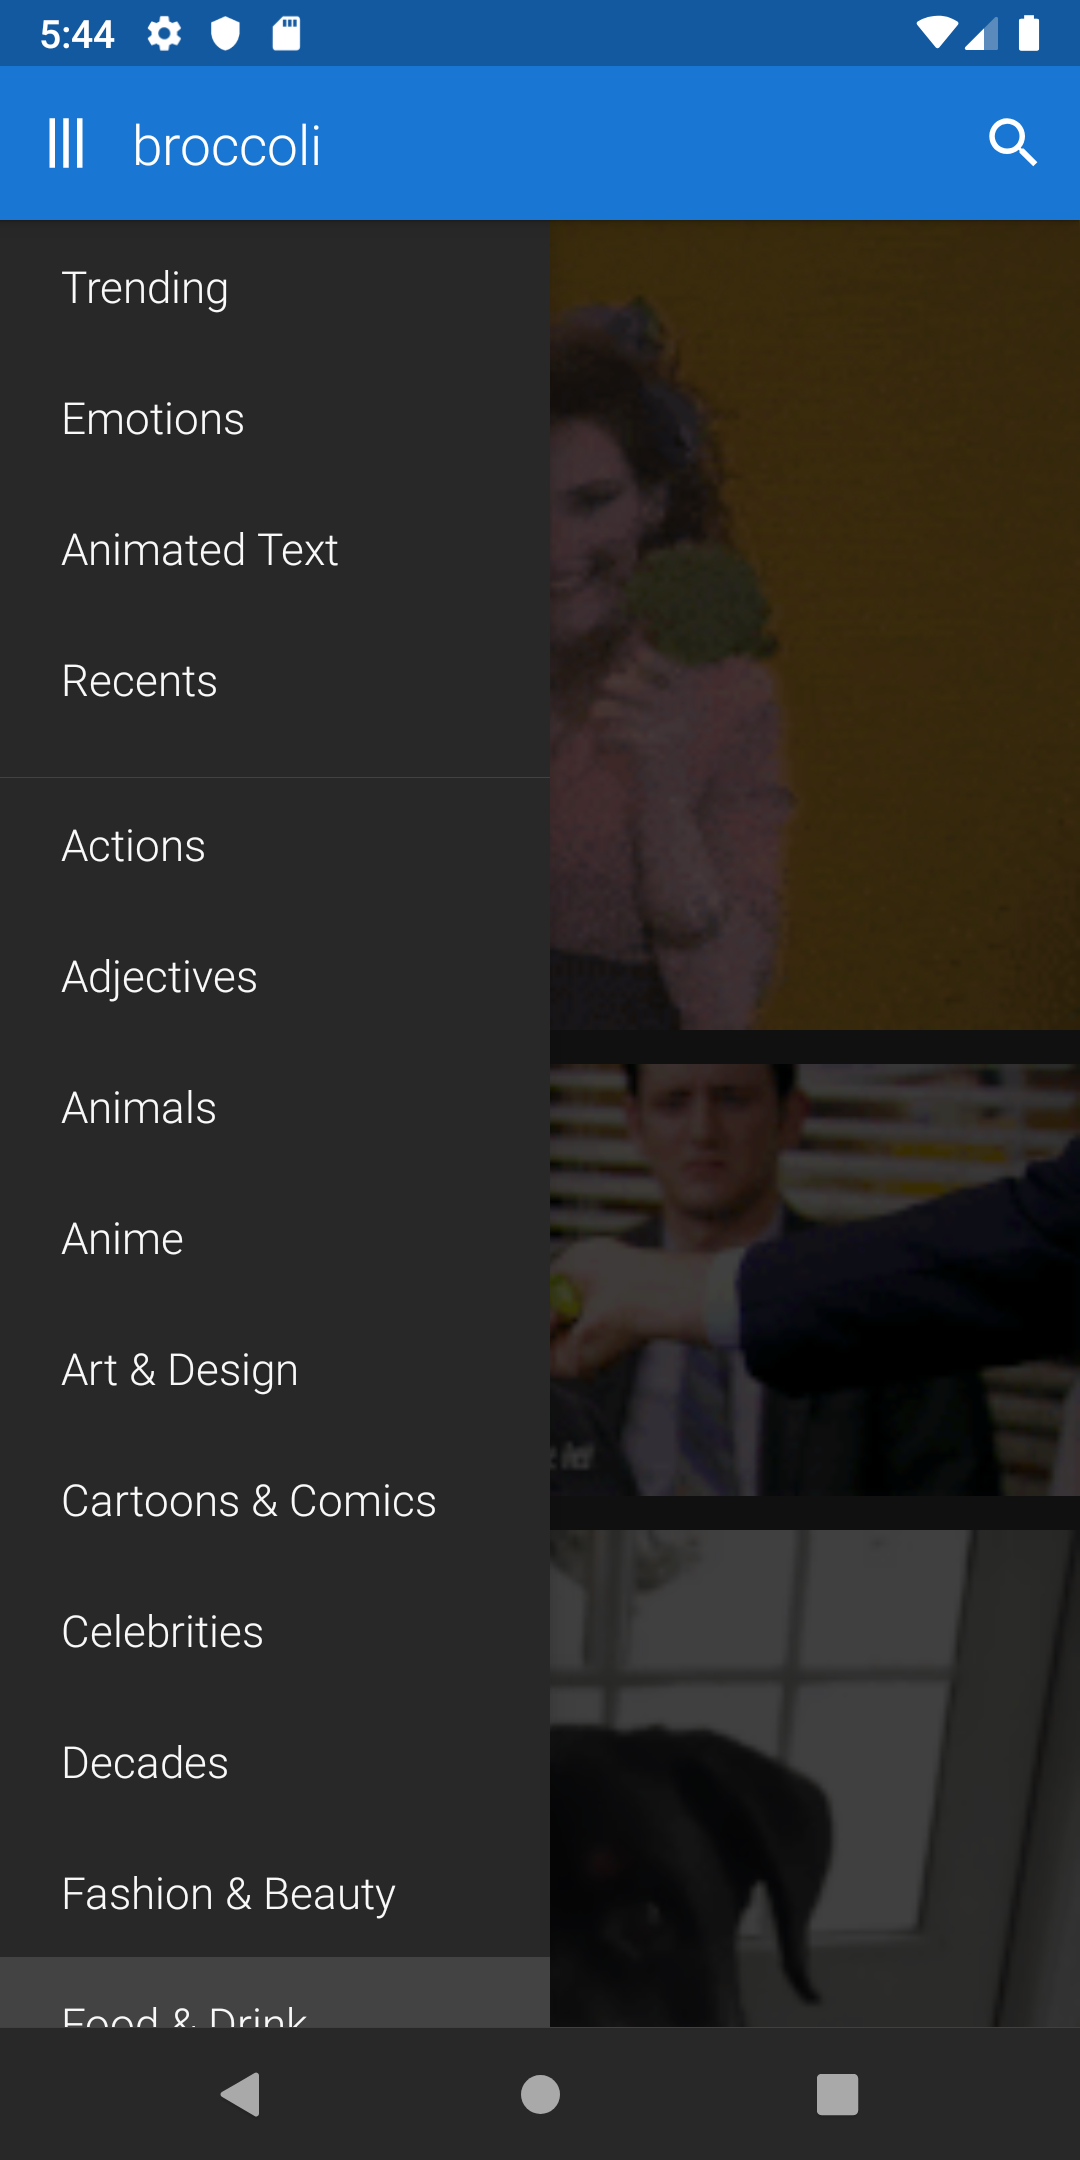 5:44
broccoli
Trending
Emotions
Animated Text
Recents
Actions
Adjectives
Animals
Anime
Art & Design
Cartoons & Comics
Celebrities
Decades
Fashion & Beauty
Food & Drink